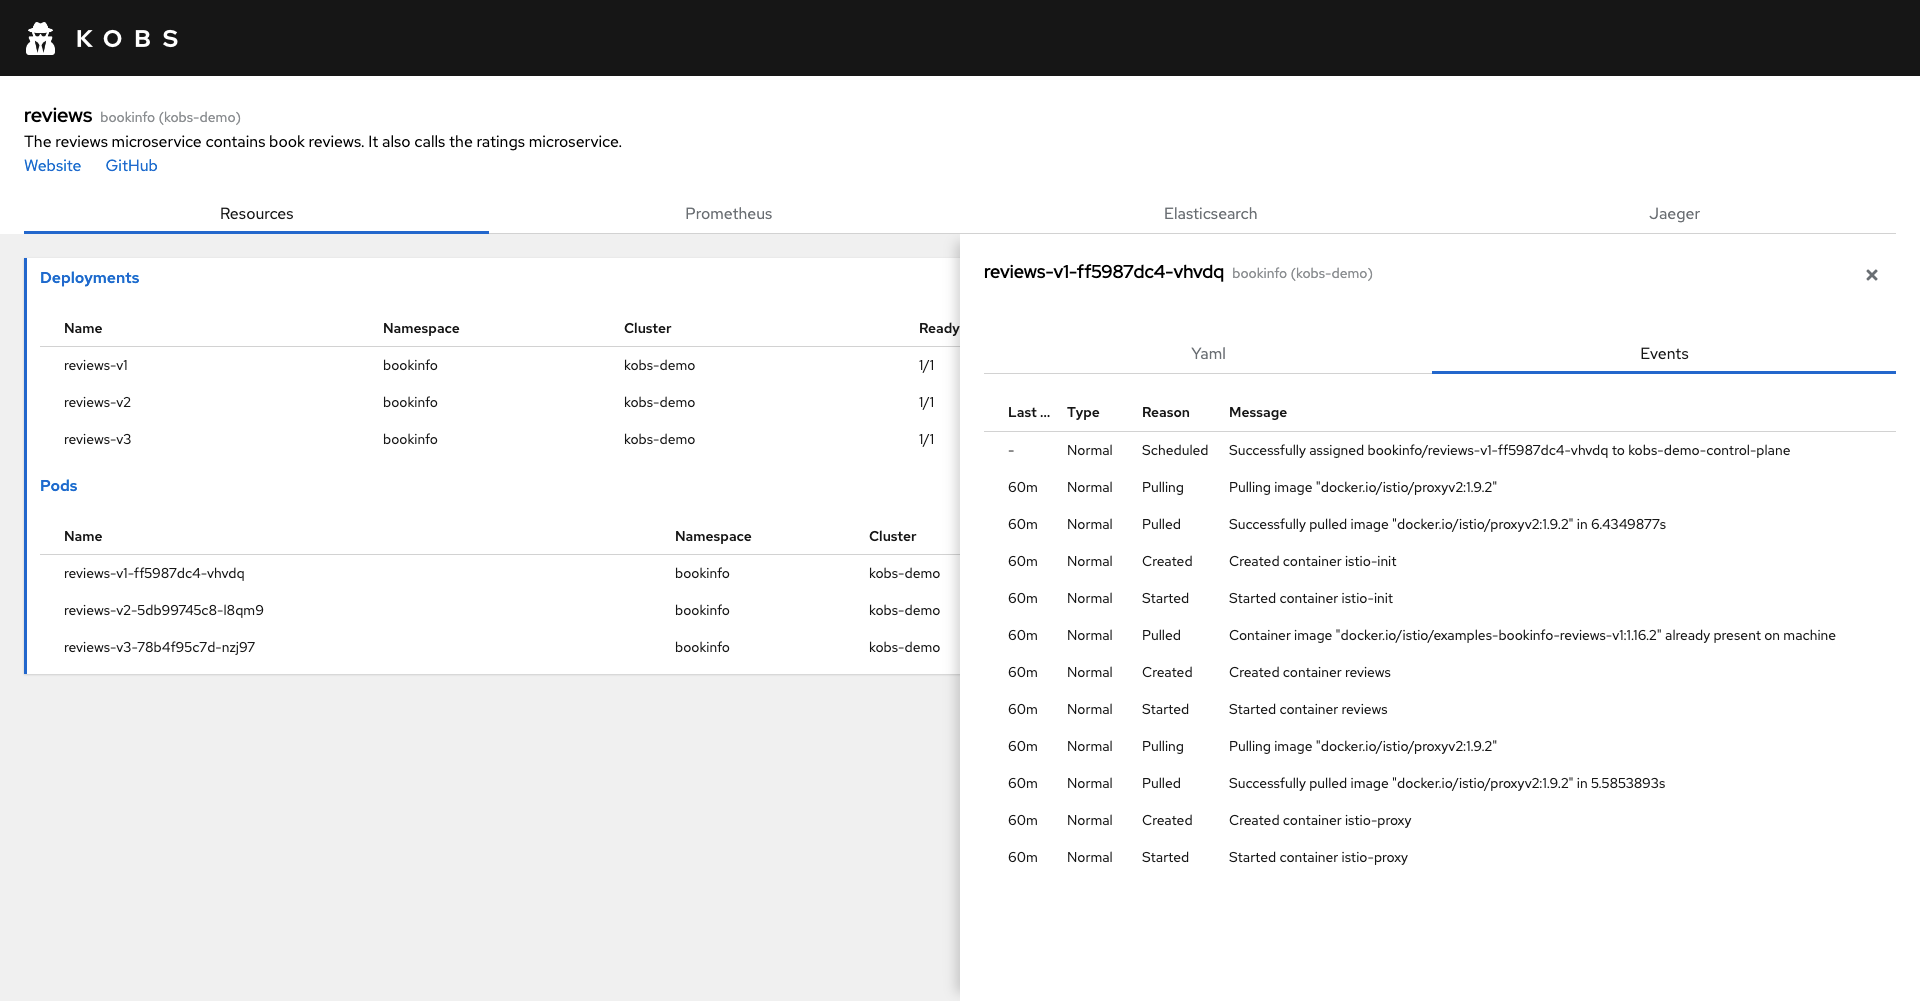 KOBS
reviews bookinfo (kobs-demo)
The reviews microservice contains book reviews. It also calls the ratings microservice.
Website GitHub
Resources Prometheus Elasticsearch Jaeger
Deployments
Name Namespace Cluster Ready
reviews-v1 bookinfo kobs-demo 1/1
reviews-v2 bookinfo kobs-demo 1/1
reviews-v3 bookinfo kobs-demo 1/1
Pods
Name Namespace Cluster
reviews-v1-ff5987dc4-vhvdq bookinfo kobs-demo
reviews-v2-5db99745c8-l8qm9 bookinfo kobs-demo
reviews-v3-78b4f95c7d-nzj97 bookinfo kobs-demo
reviews-v1-ff5987dc4-vhvdq bookinfo (kobs-demo)
Yaml Events
Last ... Type Reason Message
- Normal Scheduled Successfully assigned bookinfo/reviews-v1-ff5987dc4-vhvdq to kobs-demo-control-plane
60m Normal Pulling Pulling image "docker.io/istio/proxyv2:1.9.2"
60m Normal Pulled Successfully pulled image "docker.io/istio/proxyv2:1.9.2" in 6.4349877s
60m Normal Created Created container istio-init
60m Normal Started Started container istio-init
60m Normal Pulled Container image "docker.io/istio/examples-bookinfo-reviews-v1:1.16.2" already present on machine
60m Normal Created Created container reviews
60m Normal Started Started container reviews
60m Normal Pulling Pulling image "docker.io/istio/proxyv2:1.9.2"
60m Normal Pulled Successfully pulled image "docker.io/istio/proxyv2:1.9.2" in 5.5853893s
60m Normal Created Created container istio-proxy
60m Normal Started Started container istio-proxy